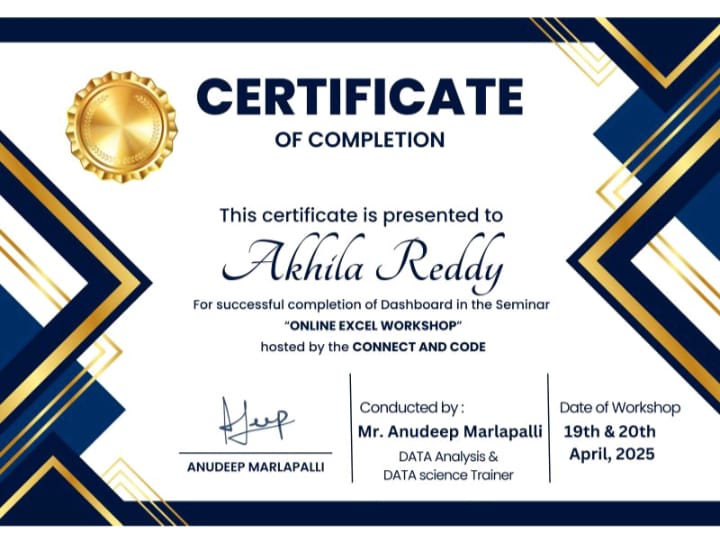 CERTIFICATE
OF COMPLETION
This certificate is presented to
Akhila Reddy
For successful completion of Dashboard in the Seminar
“ONLINE EXCEL WORKSHOP”
hosted by the CONNECT AND CODE
ANUDEEP MARLAPALLI
Conducted by :
Mr. Anudeep Marlapalli
DATA Analysis &
DATA science Trainer
Date of Workshop
19th & 20th
April, 2025